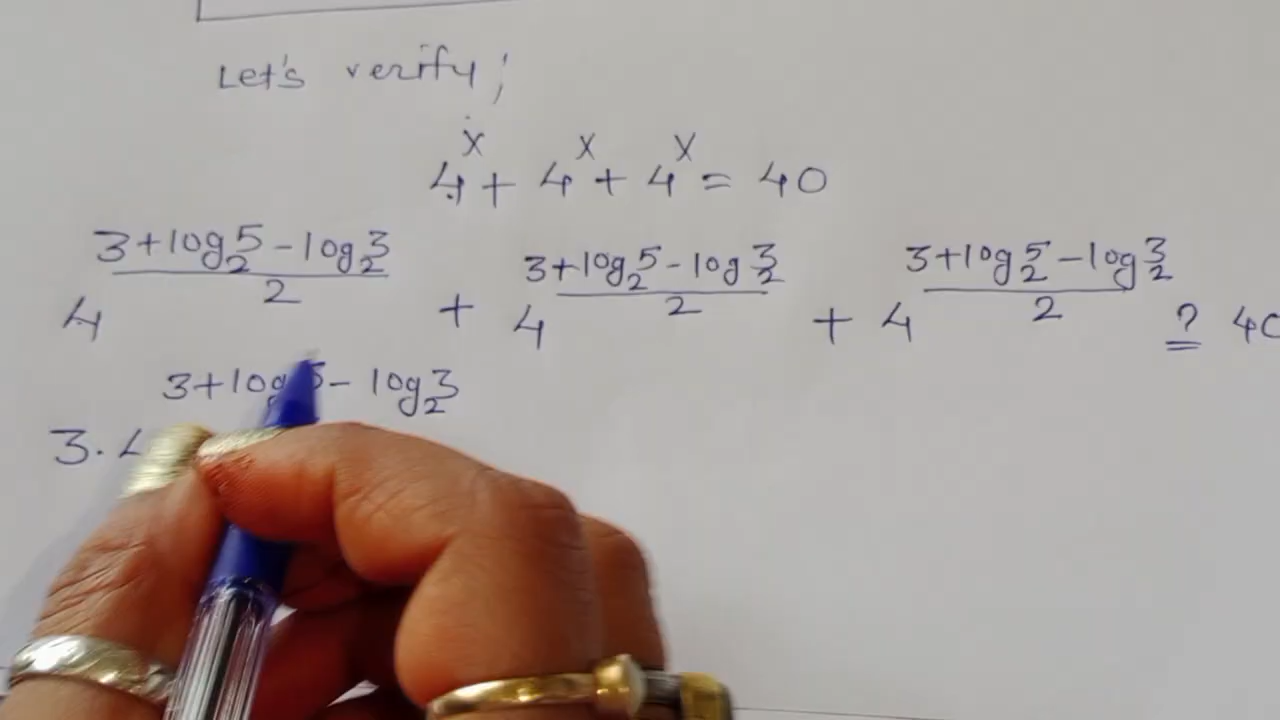 Let's verify;
4^x + 4^x + 4^x = 40
4^((3+log_2 5 - log_2 3)/2) + 4^((3+log_2 5 - log_2 3)/2) + 4^((3+log_2 5 - log_2 3)/2) ?= 40
3.4^(3+log 5 - log_2 3)